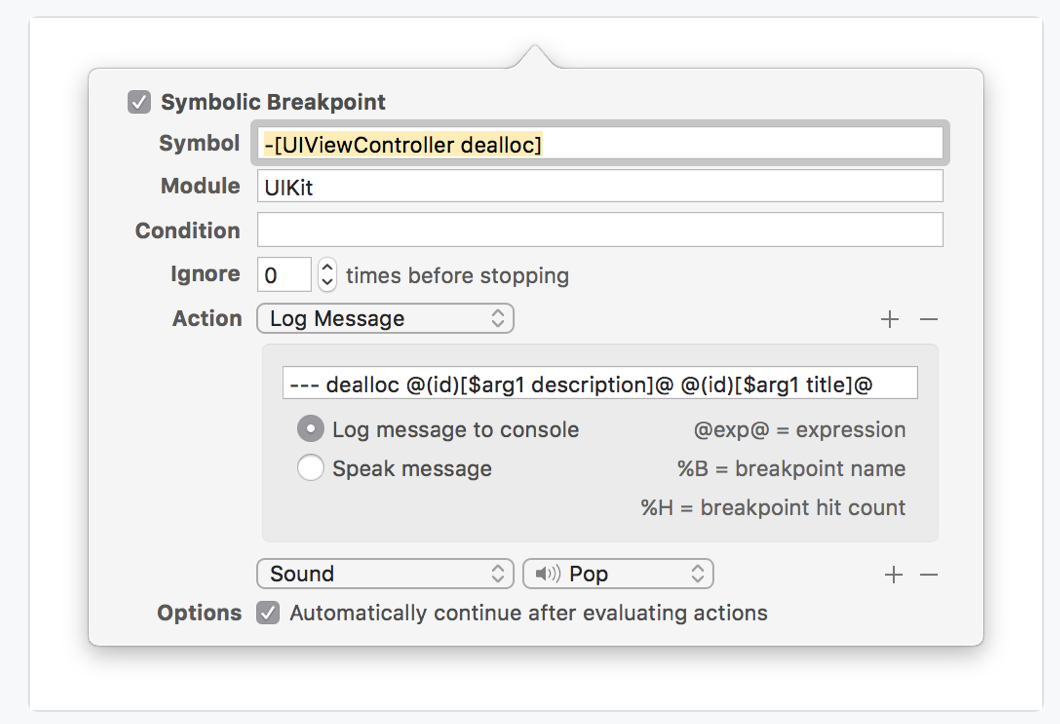 Symbolic Breakpoint
Symbol -[UIViewController dealloc]
Module UIKit
Condition
Ignore 0 times before stopping
Action Log Message
--- dealloc @(id)[$arg1 description]@ @(id)[$arg1 title]@
Log message to console @exp@ = expression
Speak message %B = breakpoint name
%H = breakpoint hit count
Sound Pop
Options Automatically continue after evaluating actions